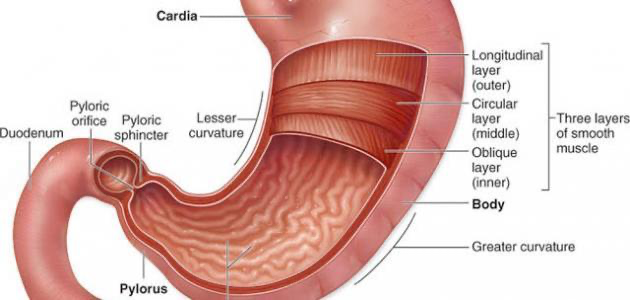 Cardia
Longitudinal
layer
(outer)
Circular
layer
(middle)
Oblique
layer
(inner)
Three layers
of smooth
muscle
Pyloric
orifice
Pyloric
sphincter
Lesser
curvature
Duodenum
Body
Greater curvature
Pylorus